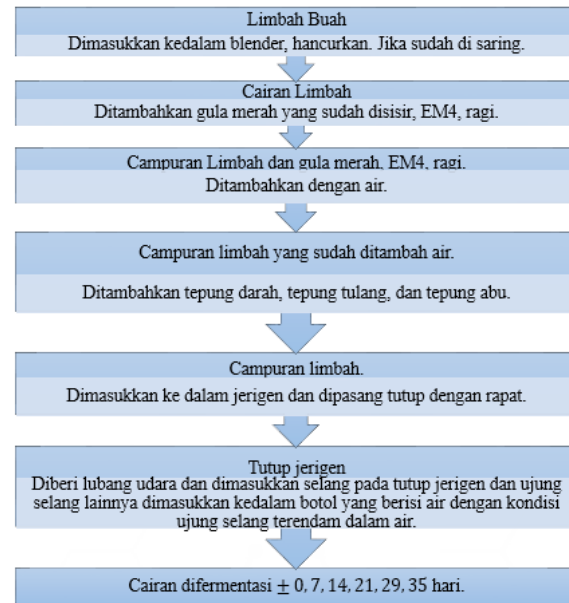 Limbah Buah
Dimasukkan kedalam blender, hancurkan. Jika sudah di saring.
Cairan Limbah
Ditambahkan gula merah yang sudah disisir, EM4, ragi.
Campuran Limbah dan gula merah, EM4, ragi.
Ditambahkan dengan air.
Campuran limbah yang sudah ditambah air.
Ditambahkan tepung darah, tepung tulang, dan tepung abu.
Campuran limbah.
Dimasukkan ke dalam jerigen dan dipasang tutup dengan rapat.
Tutup jerigen
Diberi lubang udara dan dimasukkan selang pada tutup jerigen dan ujung
selang lainnya dimasukkan kedalam botol yang berisi air dengan kondisi
ujung selang terendam dalam air.
Cairan difermentasi ± 0, 7, 14, 21, 29, 35 hari.